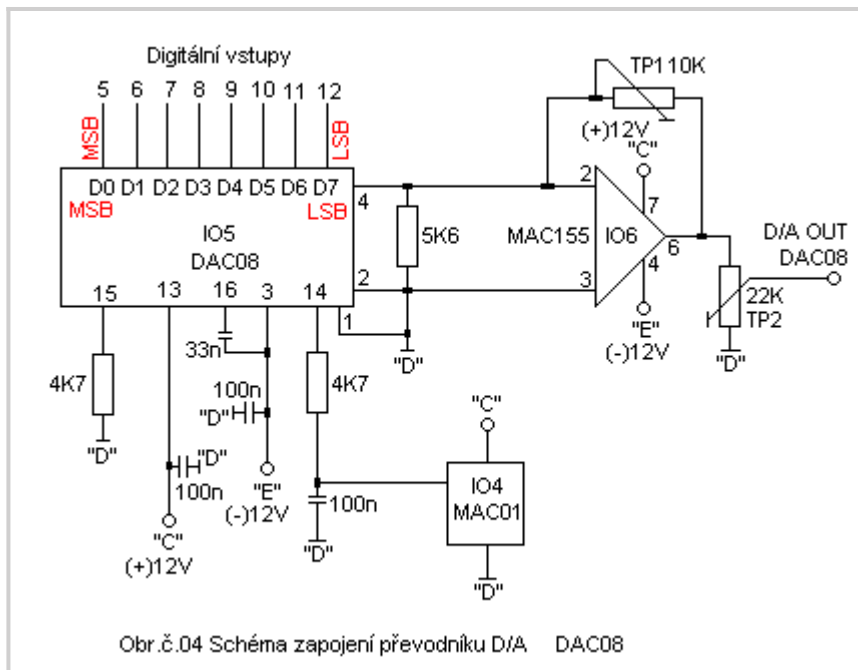 Digitální vstupy
5 6 7 8 9 10 11 12
MSB LSB
D0 D1 D2 D3 D4 D5 D6 D7
MSB LSB
IO5
DAC08
4
2
15 13 16 3 14
1
5K6
TP110K
(+)12V
"C"
2
7
MAC155 IO6
6
3
4
"E"
(-)12V
D/A OUT
DAC08
22K
TP2
"D"
"D"
33n
4K7
4K7
100n
"D"
"D"
"D"
100n
"C"
(+)12V
"E"
(-)12V
100n
"D"
"C"
IO4
MAC01
"D"
Obr.č.04 Schéma zapojení převodníku D/A DAC08